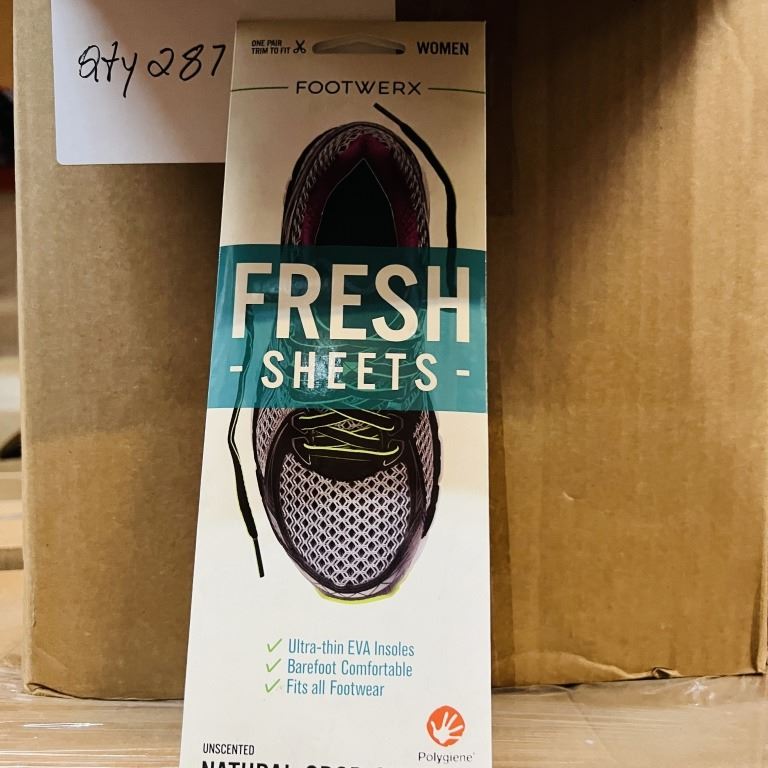 Qty 287
ONE PAIR
TRIM TO FIT
WOMEN
FOOTWERX
FRESH
- SHEETS -
✓ Ultra-thin EVA Insoles
✓ Barefoot Comfortable
✓ Fits all Footwear
Polygiene®
UNSCENTED
NATURAL